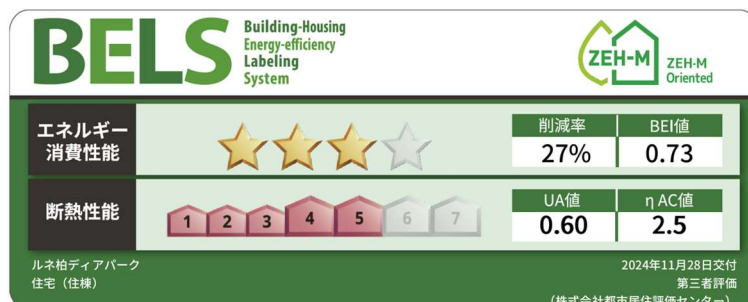 BELS
Building-Housing
Energy-efficiency
Labeling
System
ZEH-M
ZEH-M
Oriented
エネルギー
消費性能
削減率
BEI値
27%
0.73
断熱性能
1 2 3 4 5 6 7
UA値
ηAC値
0.60
2.5
ルネ柏ディアパーク
住宅（住棟）
2024年11月28日交付
第三者評価
（株式会社都市居住評価センター）